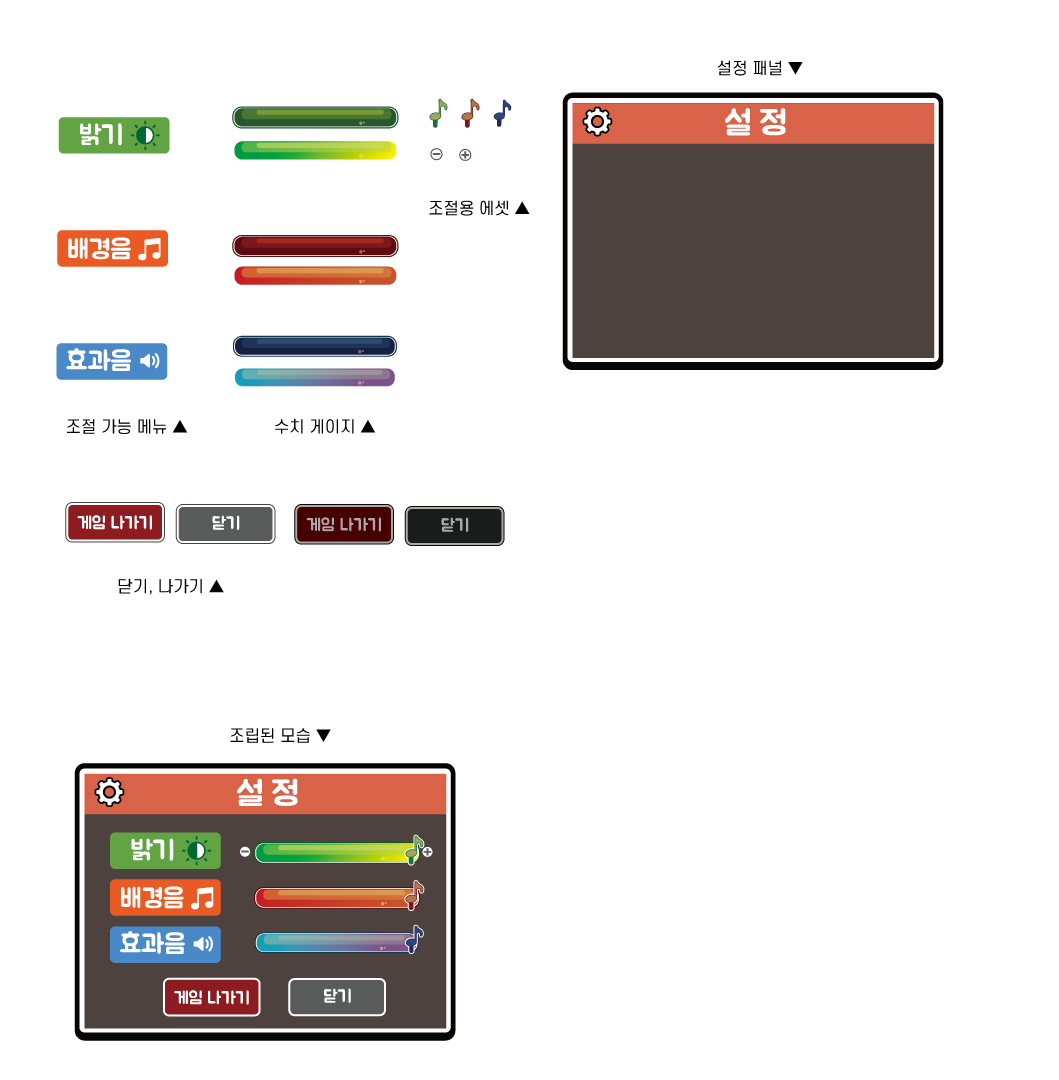 설정 패널 ▼
설 정
밝기
조절용 에셋 ▲
배경음
효과음
조절 가능 메뉴 ▲
수치 게이지 ▲
게임 나가기
닫기
게임 나가기
닫기
닫기, 나가기 ▲
조립된 모습 ▼
설 정
밝기
배경음
효과음
게임 나가기
닫기